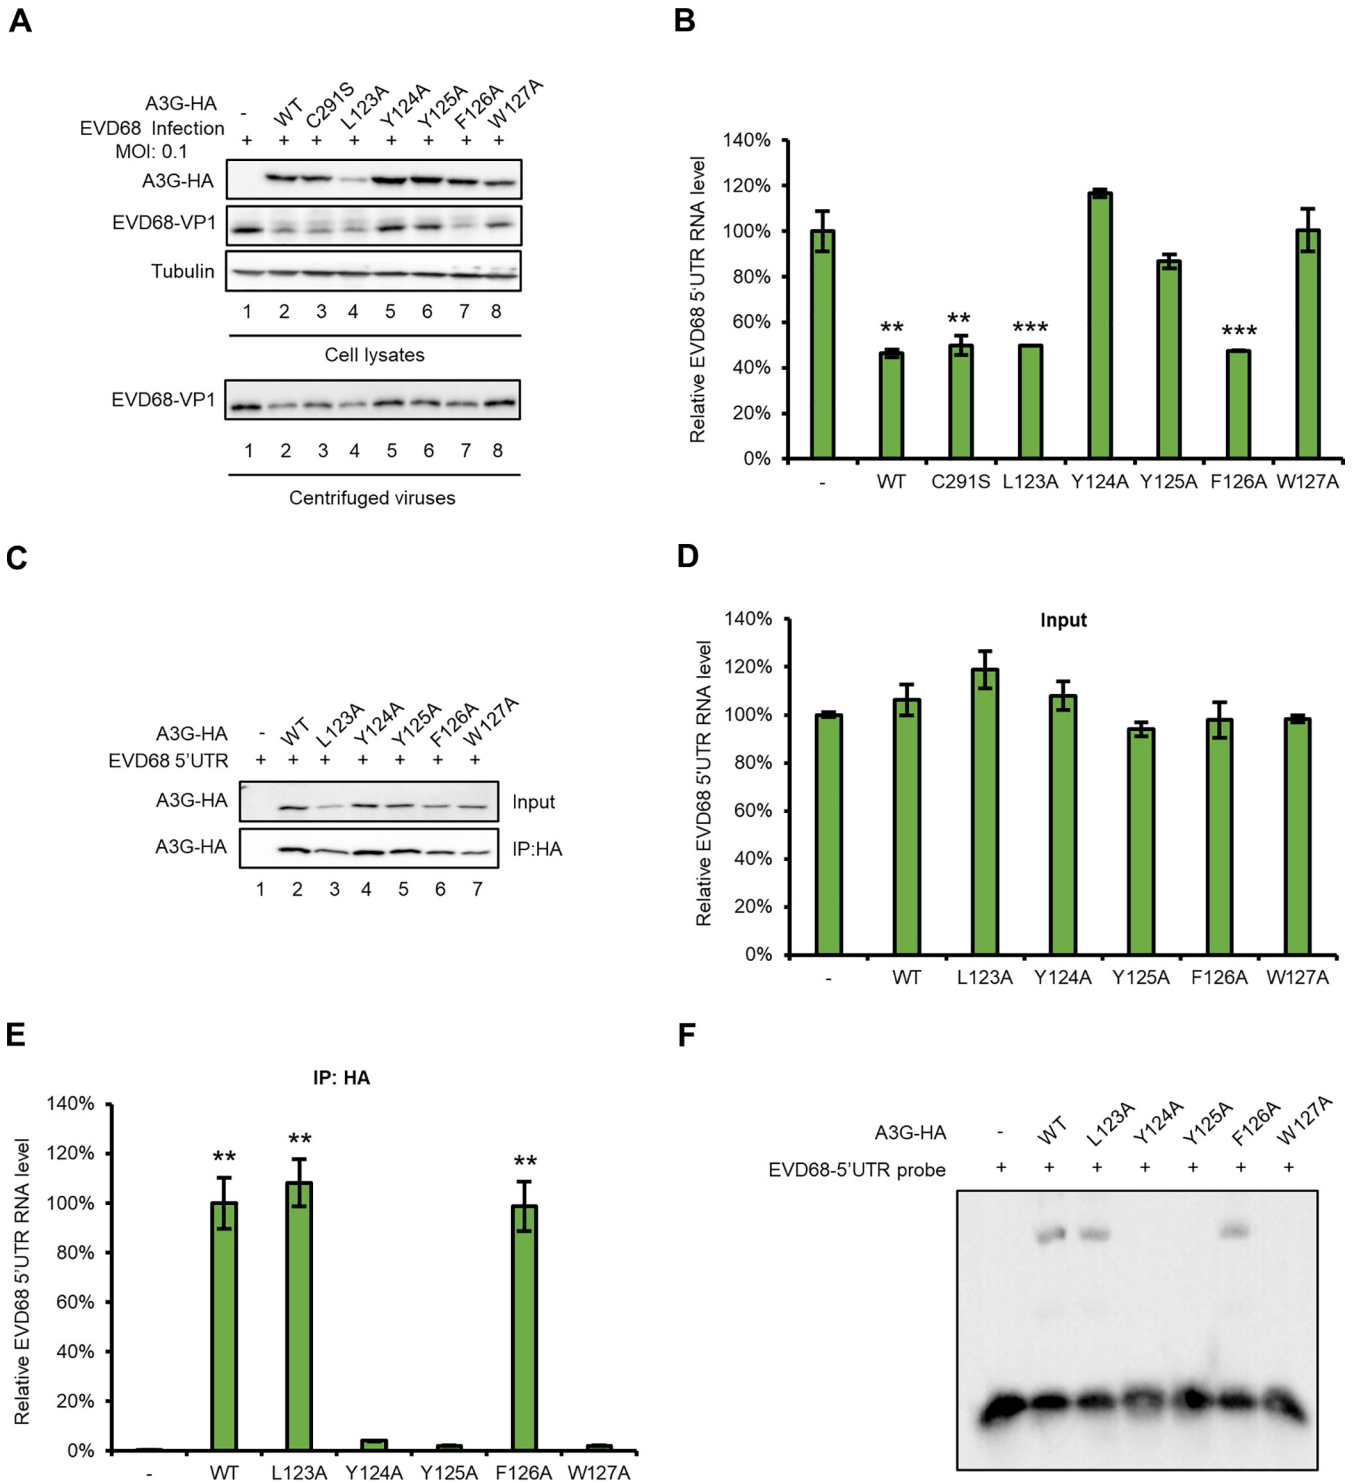 A
A3G-HA - WT C291S L123A Y124A Y125A F126A W127A
EVD68 Infection + + + + + + + +
MOI: 0.1
A3G-HA
EVD68-VP1
Tubulin
1 2 3 4 5 6 7 8
Cell lysates
EVD68-VP1
1 2 3 4 5 6 7 8
Centrifuged viruses
B
Relative EVD68 5'UTR RNA level
140%
120%
100%
80%
60%
40%
20%
0%
** ** *** ***
- WT C291S L123A Y124A Y125A F126A W127A
C
A3G-HA - WT L123A Y124A Y125A F126A W127A
EVD68 5'UTR + + + + + + +
A3G-HA Input
A3G-HA IP:HA
1 2 3 4 5 6 7
D
Input
Relative EVD68 5'UTR RNA level
140%
120%
100%
80%
60%
40%
20%
0%
- WT L123A Y124A Y125A F126A W127A
E
IP: HA
Relative EVD68 5'UTR RNA level
140%
120%
100%
80%
60%
40%
20%
0%
** ** **
- WT L123A Y124A Y125A F126A W127A
F
A3G-HA - WT L123A Y124A Y125A F126A W127A
EVD68-5'UTR probe + + + + + + +